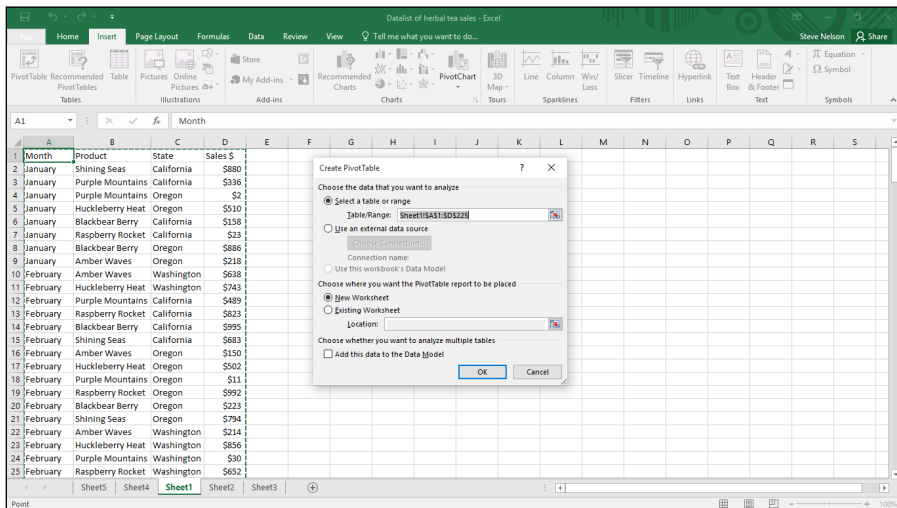 Datalist of herbal tea sales - Excel
File Home Insert Page Layout Formulas Data Review View Tell me what you want to do... Steve Nelson Share
PivotTable Recommended PivotTables Table Pictures Online Pictures Store My Add-ins Recommended Charts PivotChart 3D Map Line Column Win/Loss Slicer Timeline Hyperlink Text Box Header & Footer Equation Symbol
Tables Illustrations Add-ins Charts Tours Sparklines Filters Links Text Symbols
A1 fx Month
A B C D E F G H I J K L M N O P Q R S
1 Month Product State Sales $
2 January Shining Seas California $880
3 January Purple Mountains California $336
4 January Purple Mountains Oregon $2
5 January Huckleberry Heat Oregon $510
6 January Blackbear Berry California $158
7 January Raspberry Rocket California $23
8 January Blackbear Berry Oregon $886
9 January Amber Waves Oregon $218
10 February Amber Waves Washington $638
11 February Huckleberry Heat Washington $743
12 February Purple Mountains California $489
13 February Raspberry Rocket California $823
14 February Blackbear Berry California $995
15 February Shining Seas California $683
16 February Amber Waves Oregon $150
17 February Huckleberry Heat Oregon $502
18 February Purple Mountains Oregon $11
19 February Raspberry Rocket Oregon $992
20 February Blackbear Berry Oregon $223
21 February Shining Seas Oregon $794
22 February Amber Waves Washington $214
23 February Huckleberry Heat Washington $856
24 February Purple Mountains Washington $30
25 February Raspberry Rocket Washington $652
Create PivotTable ? X
Choose the data that you want to analyze
Select a table or range
Table/Range: Sheet1!$A$1:$D$225
Use an external data source
Choose Connection...
Connection name:
Use this workbook's Data Model
Choose where you want the PivotTable report to be placed
New Worksheet
Existing Worksheet
Location:
Choose whether you want to analyze multiple tables
Add this data to the Data Model
OK Cancel
Sheet5 Sheet4 Sheet1 Sheet2 Sheet3
Point 100%